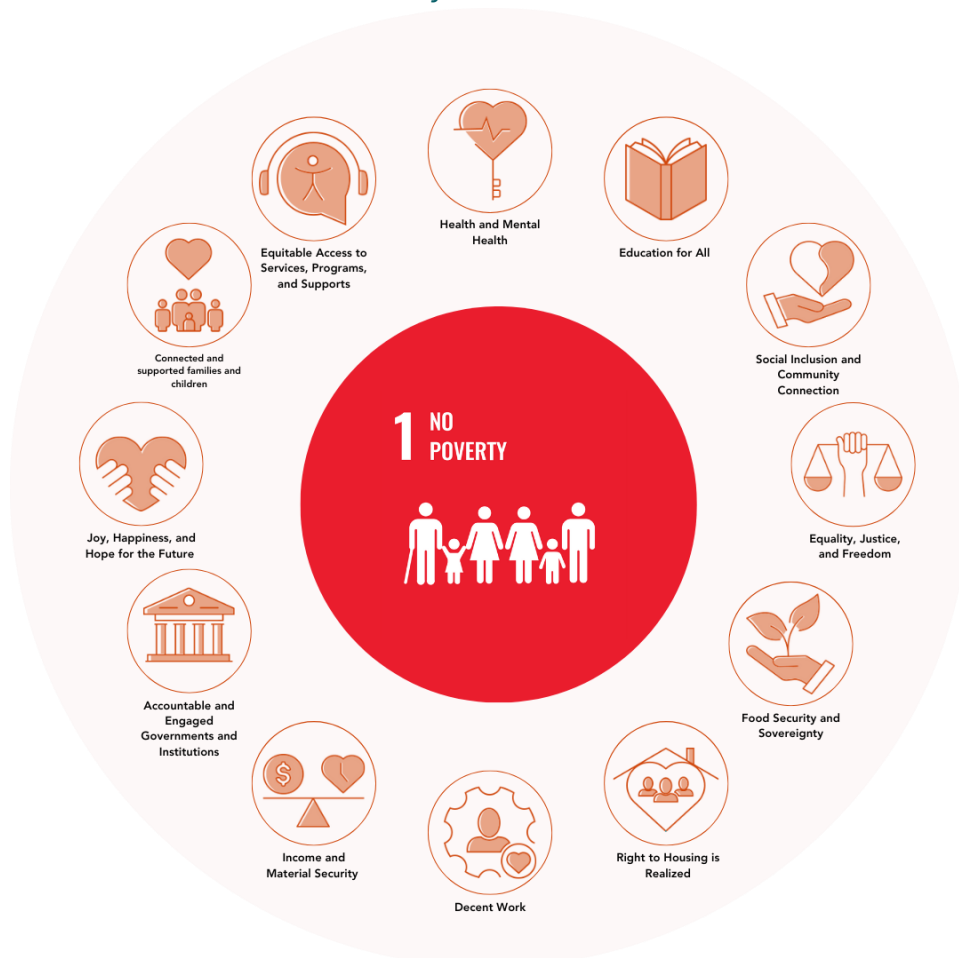 Health and Mental
Health
Education for All
Social Inclusion and
Community
Connection
Equality, Justice,
and Freedom
Food Security and
Sovereignty
Right to Housing is
Realized
Decent Work
Income and
Material Security
Accountable and
Engaged
Governments and
Institutions
Joy, Happiness, and
Hope for the Future
Connected and
supported families and
children
Equitable Access to
Services, Programs,
and Supports
1 NO
POVERTY
$